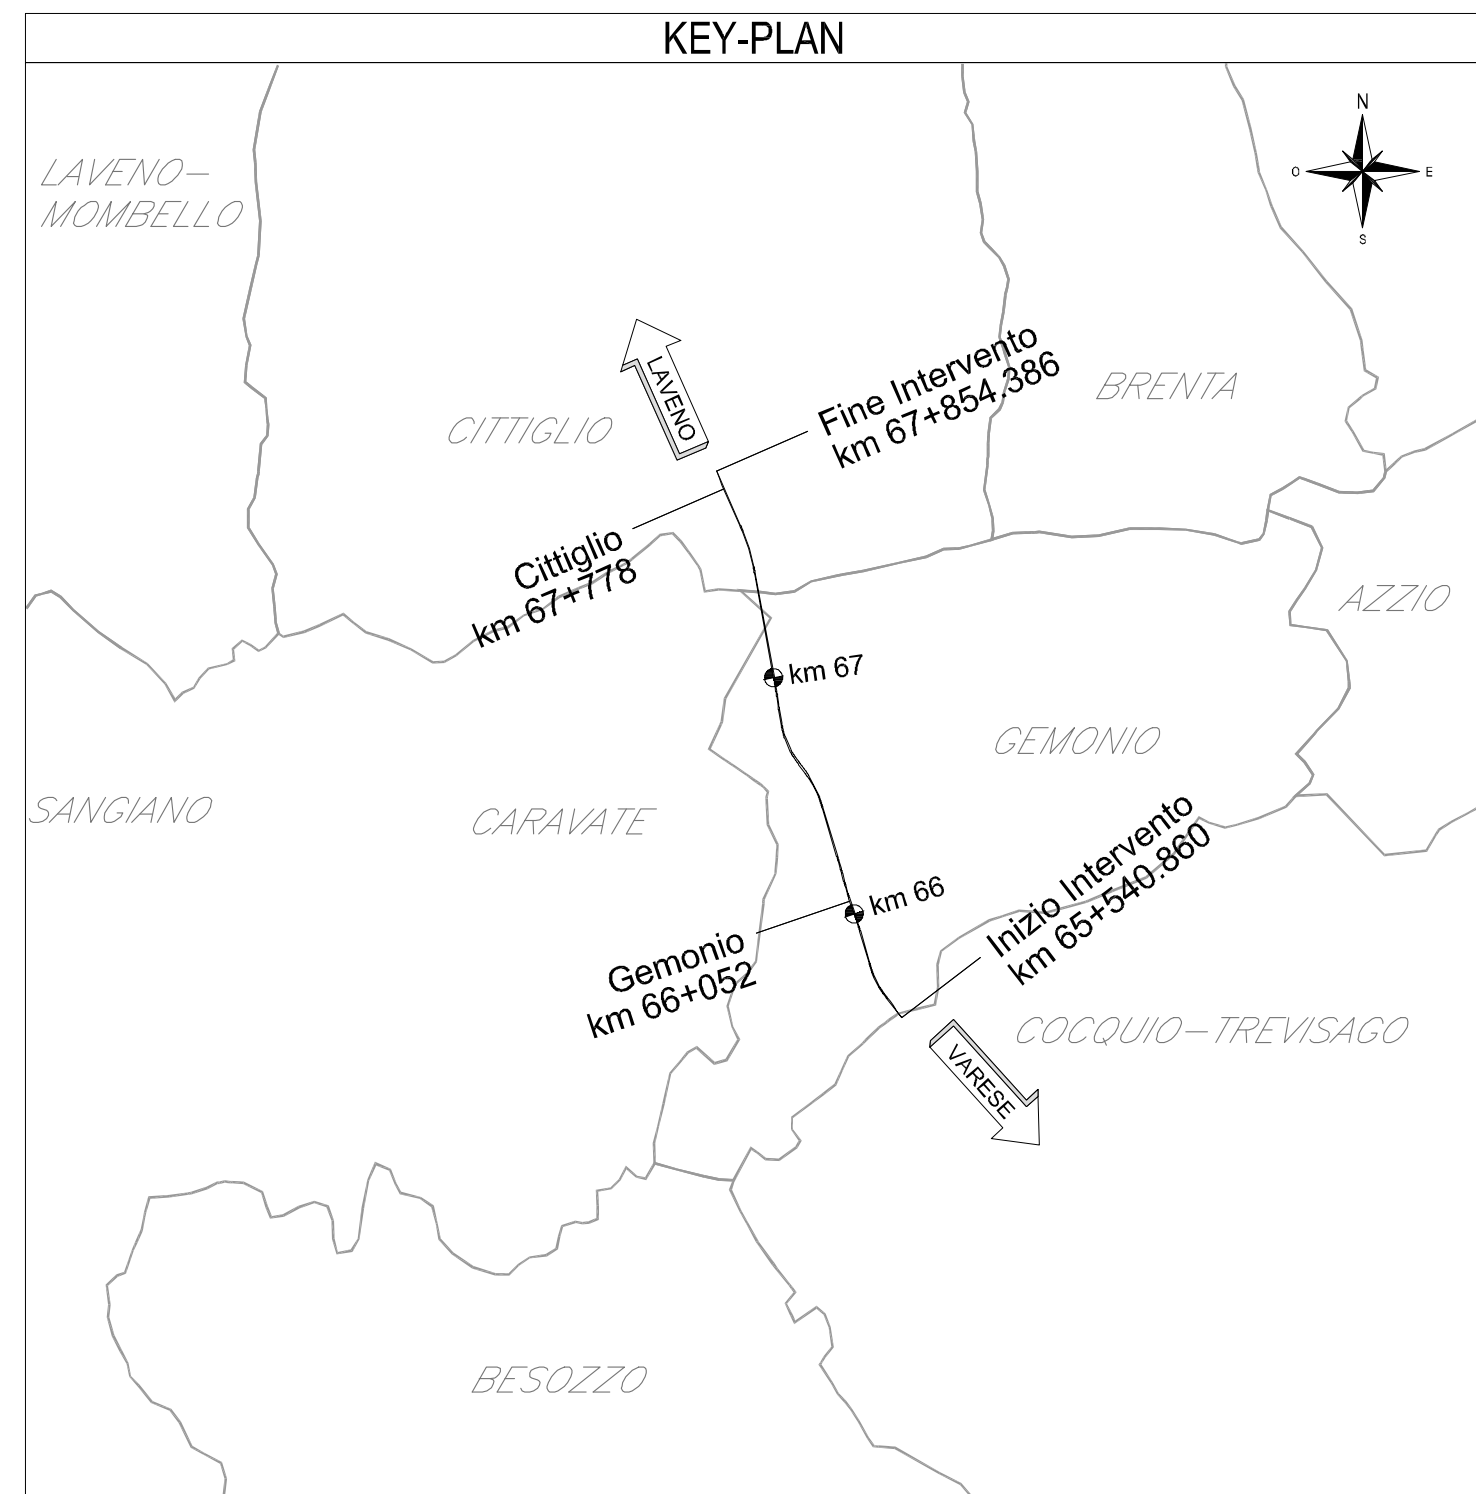 KEY-PLAN
N
O
E
S
LAVENO-
MOMBELLO
LAVENO
Fine Intervento
km 67+854.386
BRENTA
CITTIGLIO
Cittiglio
km 67+778
AZZIO
km 67
GEMONIO
SANGIANO
CARAVATE
Inizio Intervento
km 65+540.860
km 66
Gemonio
km 66+052
COCQUIO-TREVISAGO
VARESE
BESOZZO